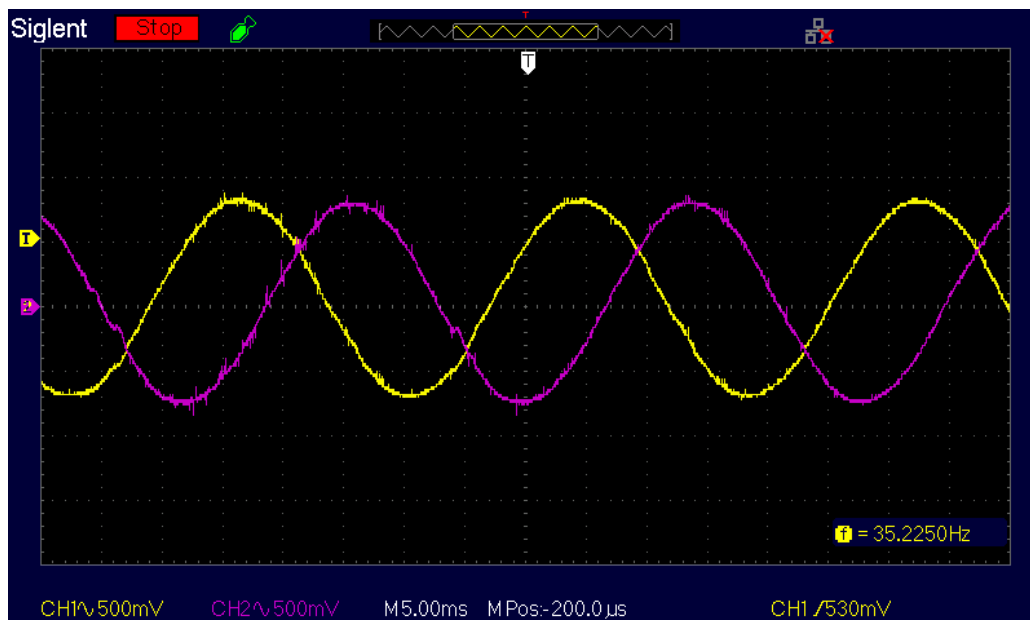 Siglent Stop
T
T
f = 35.2250Hz
CH1∿500mV CH2∿500mV M5.00ms MPos:-200.0µs CH1 /530mV